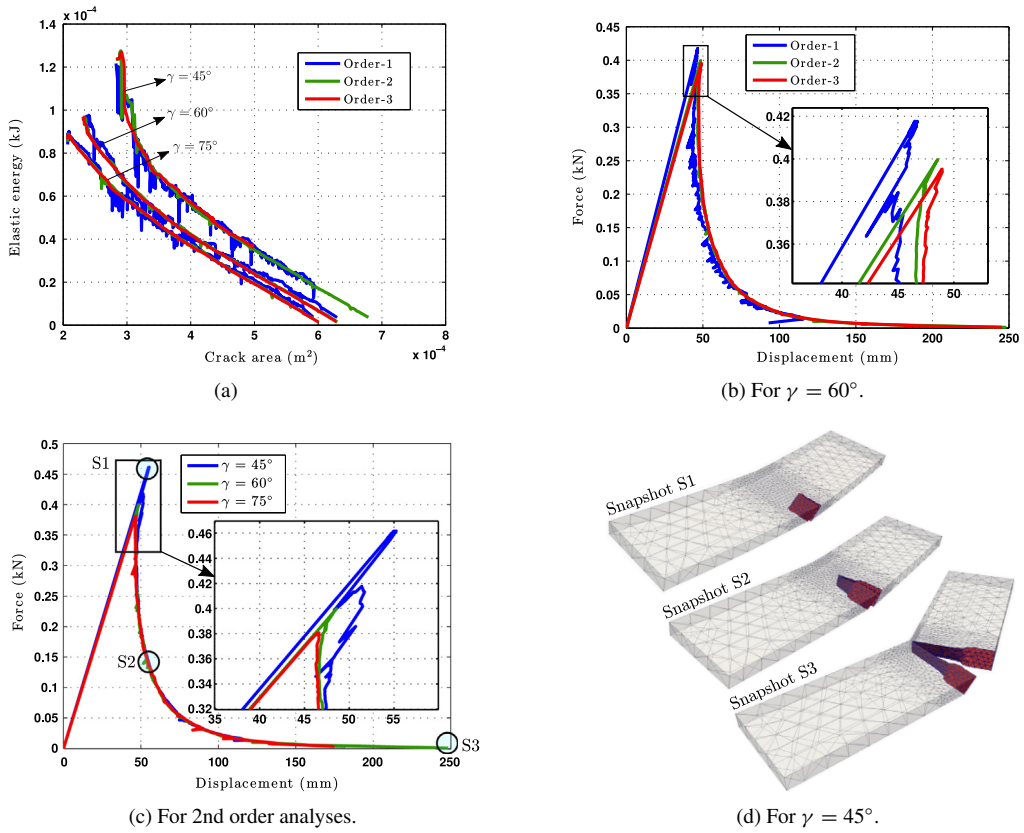 x 10⁻⁴
1.4
1.2
1
0.8
0.6
0.4
0.2
0
Elastic energy (kJ)
Order-1
Order-2
Order-3
γ = 45°
γ = 60°
γ = 75°
2 3 4 5 6 7 8
x 10⁻⁴
Crack area (m²)
(a)
0.45
0.4
0.35
0.3
0.25
0.2
0.15
0.1
0.05
0
Force (kN)
Order-1
Order-2
Order-3
0.42
0.4
0.38
0.36
40 45 50
0 50 100 150 200 250
Displacement (mm)
(b) For γ = 60°.
0.5
0.45
0.4
0.35
0.3
0.25
0.2
0.15
0.1
0.05
0
Force (kN)
S1
S2
S3
γ = 45°
γ = 60°
γ = 75°
0.46
0.44
0.42
0.4
0.38
0.36
0.34
0.32
35 40 45 50 55
0 50 100 150 200 250
Displacement (mm)
(c) For 2nd order analyses.
Snapshot S1
Snapshot S2
Snapshot S3
(d) For γ = 45°.